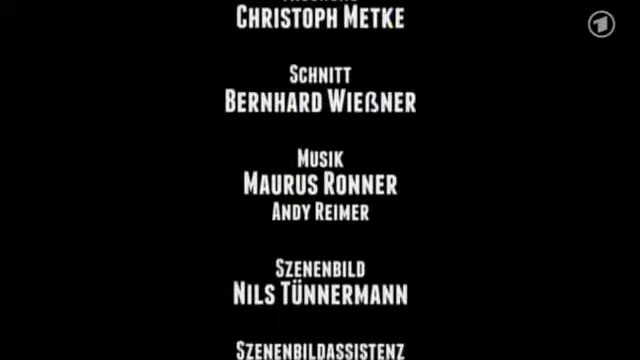 CHRISTOPH METKE
SCHNITT
BERNHARD WIEßNER
MUSIK
MAURUS RONNER
ANDY REIMER
SZENENBILD
NILS TÜNNERMANN
SZENENBILDASSISTENZ